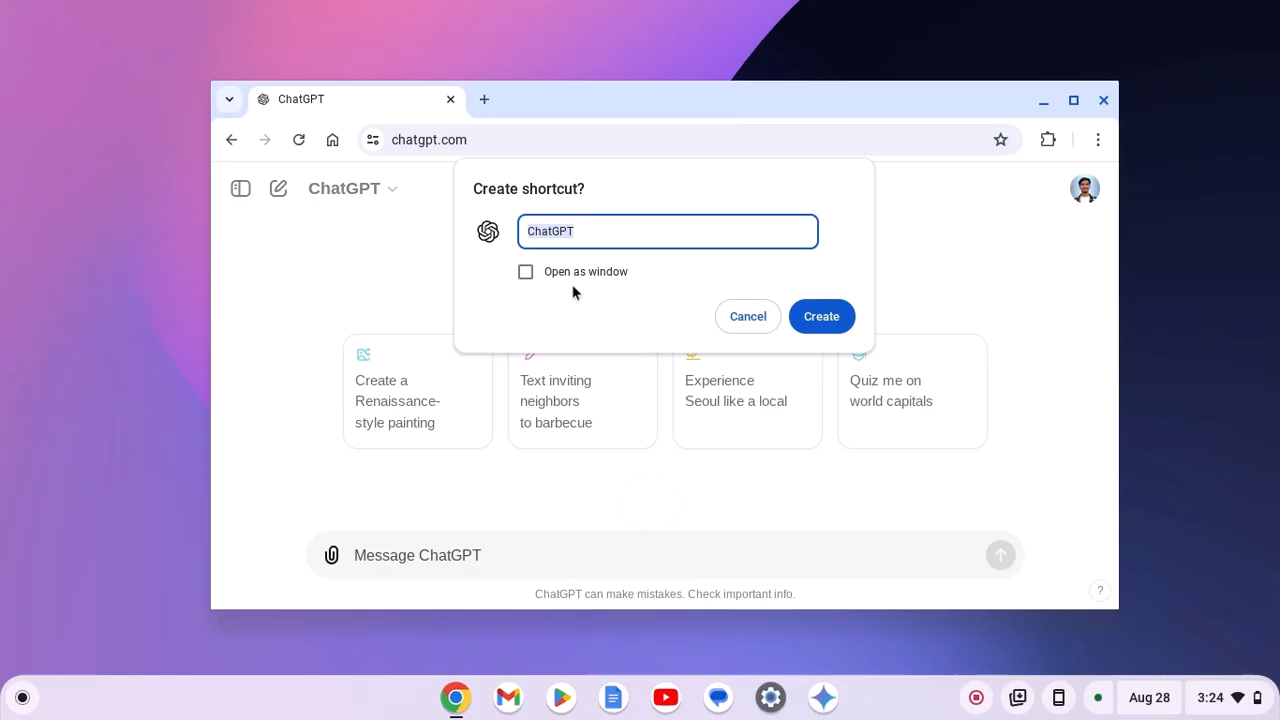 ChatGPT
chatgpt.com
ChatGPT
Create shortcut?
ChatGPT
Open as window
Cancel
Create
Create a
Renaissance-
style painting
Text inviting
neighbors
to barbecue
Experience
Seoul like a local
Quiz me on
world capitals
Message ChatGPT
ChatGPT can make mistakes. Check important info.
?
Aug 28
3:24